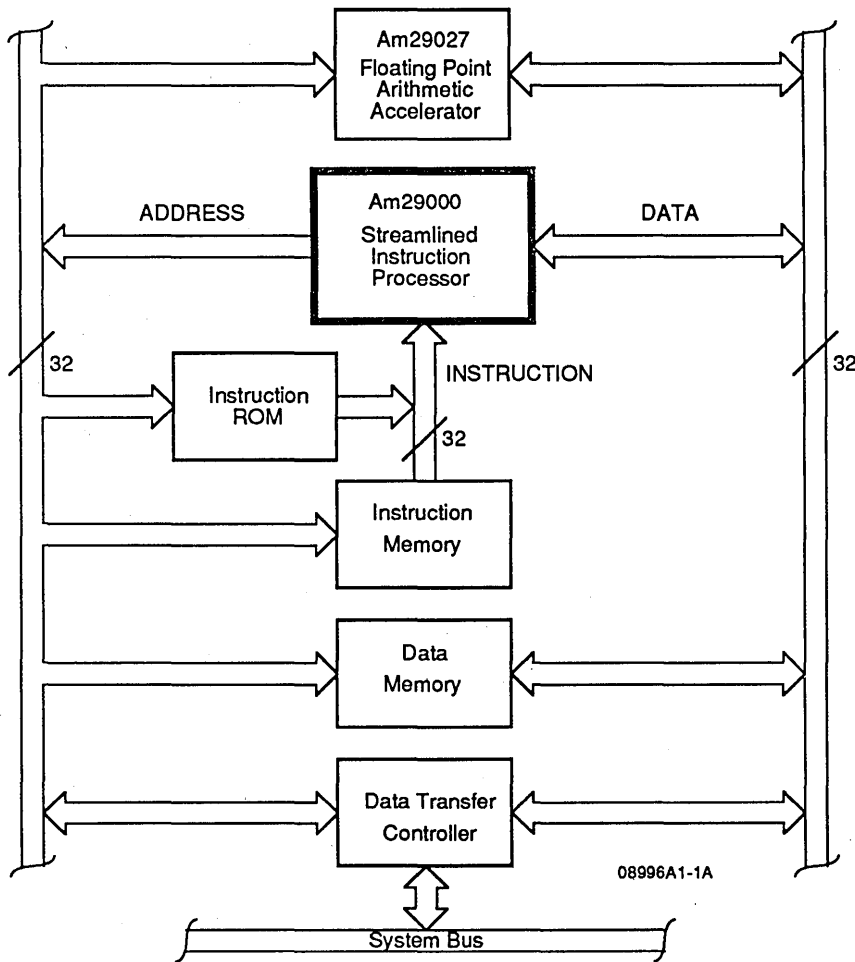 Am29027
Floating Point
Arithmetic
Accelerator
ADDRESS
Am29000
Streamlined
Instruction
Processor
DATA
32
INSTRUCTION
32
Instruction
ROM
32
Instruction
Memory
Data
Memory
Data Transfer
Controller
08996A1-1A
System Bus